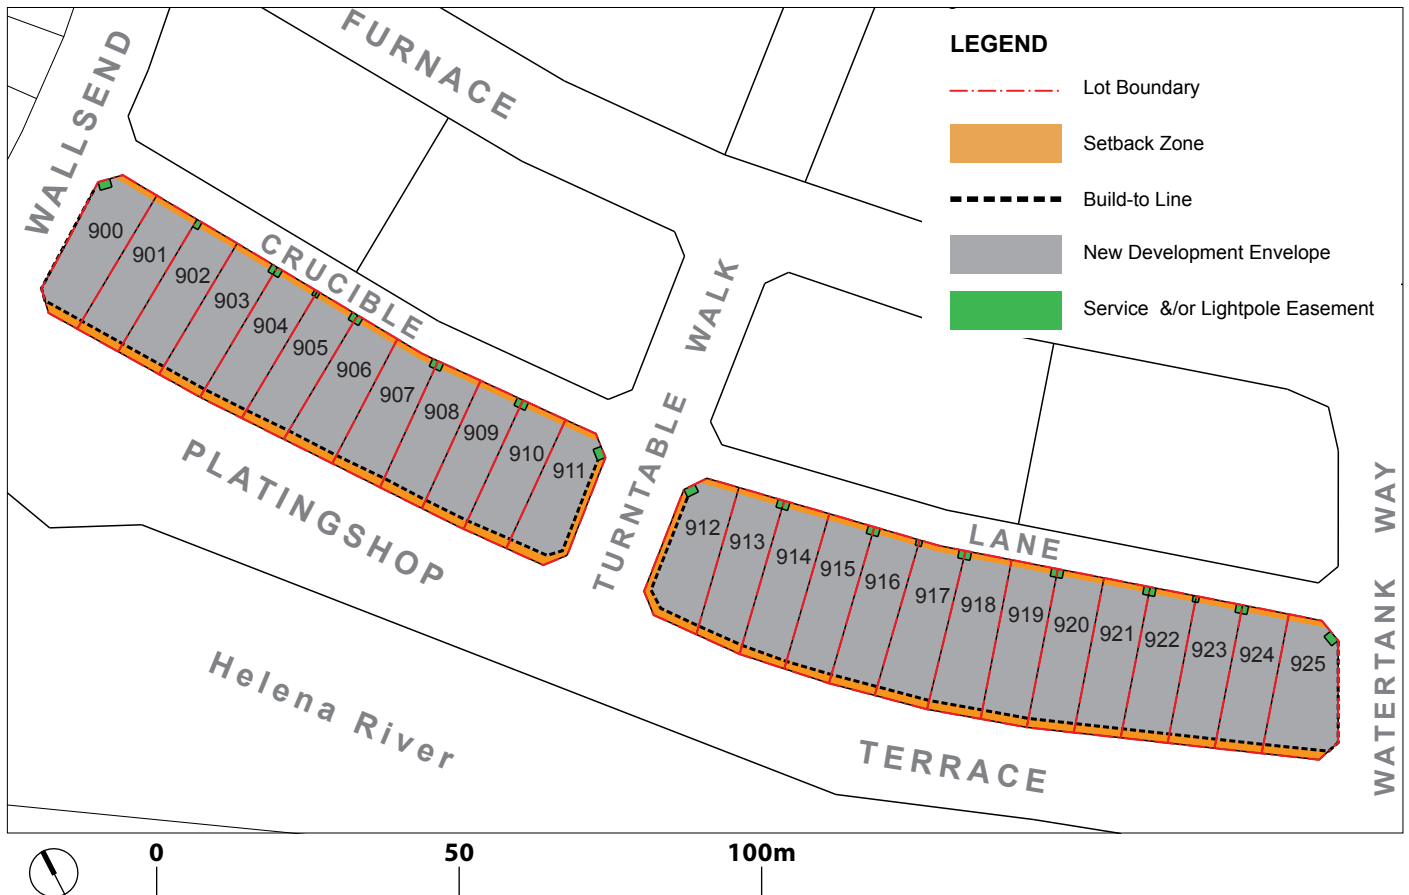 FURNACE
WALLSEND
CRUCIBLE
LANE
TURNTABLE WALK
PLATINGSHOP
TERRACE
WATERTANK WAY
Helena River
900
901
902
903
904
905
906
907
908
909
910
911
912
913
914
915
916
917
918
919
920
921
922
923
924
925
LEGEND
Lot Boundary
Setback Zone
Build-to Line
New Development Envelope
Service &/or Lightpole Easement
0 50 100m